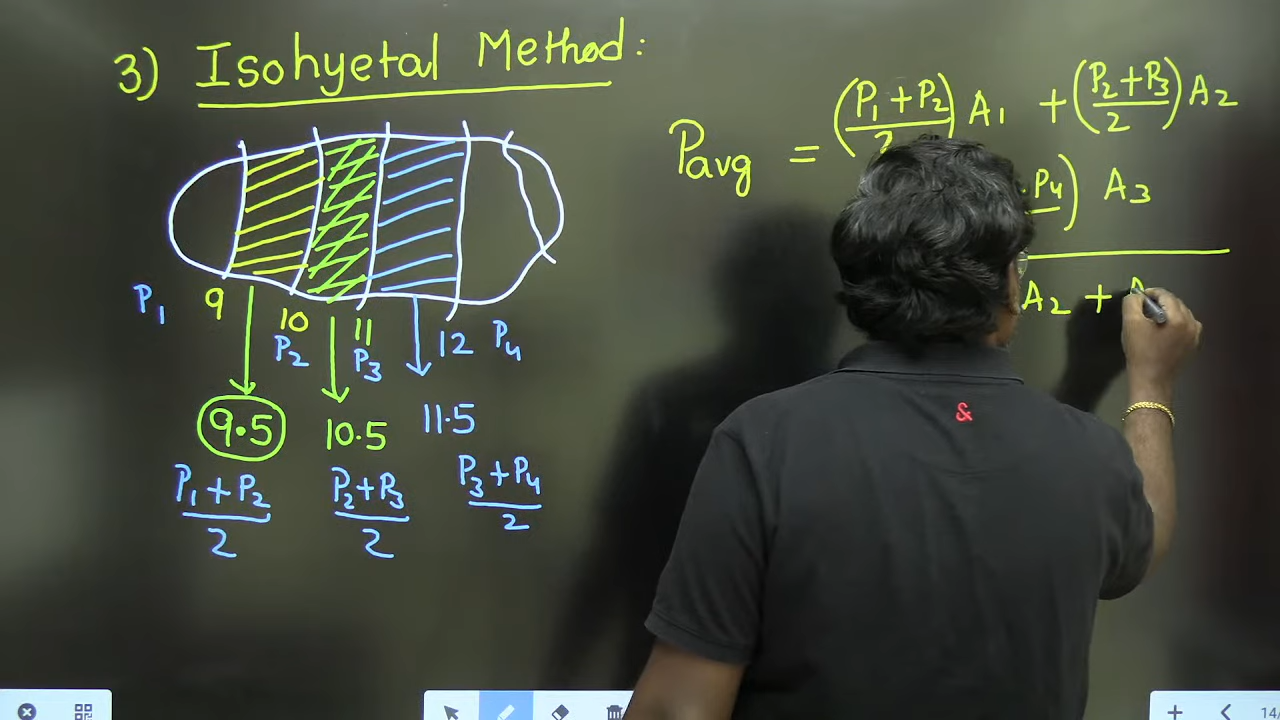 3) Isohyetal Method:
Pavg = (P₁ + P₂)/2 A₁ + (P₂ + P₃)/2 A₂
P₄) A₃
A₂ +
P₁ 9 10 11 12 P₄
P₂ P₃
9.5 10.5 11.5
(P₁ + P₂)/2 (P₂ + P₃)/2 (P₃ + P₄)/2
&
14/